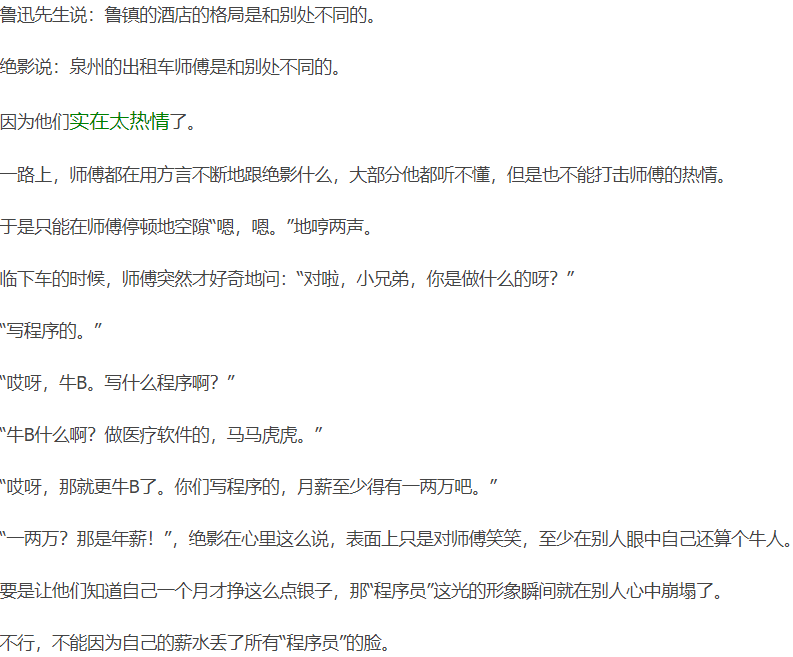 鲁迅先生说：鲁镇的酒店的格局是和别处不同的。
绝影说：泉州的出租车师傅是和别处不同的。
因为他们实在太热情了。
一路上，师傅都在用方言不断地跟绝影什么，大部分他都听不懂，但是也不能打击师傅的热情。
于是只能在师傅停顿地空隙“嗯，嗯。”地哼两声。
临下车的时候，师傅突然才好奇地问：“对啦，小兄弟，你是做什么的呀？”
“写程序的。”
“哎呀，牛B。写什么程序啊？”
“牛B什么啊？做医疗软件的，马马虎虎。”
“哎呀，那就更牛B了。你们写程序的，月薪至少得有一两万吧。”
“一两万？那是年薪！”，绝影在心里这么说，表面上只是对师傅笑笑，至少在别人眼中自己还算个牛人。
要是让他们知道自己一个月才挣这么点银子，那“程序员”这光的形象瞬间就在别人心中崩塌了。
不行，不能因为自己的薪水丢了所有“程序员”的脸。